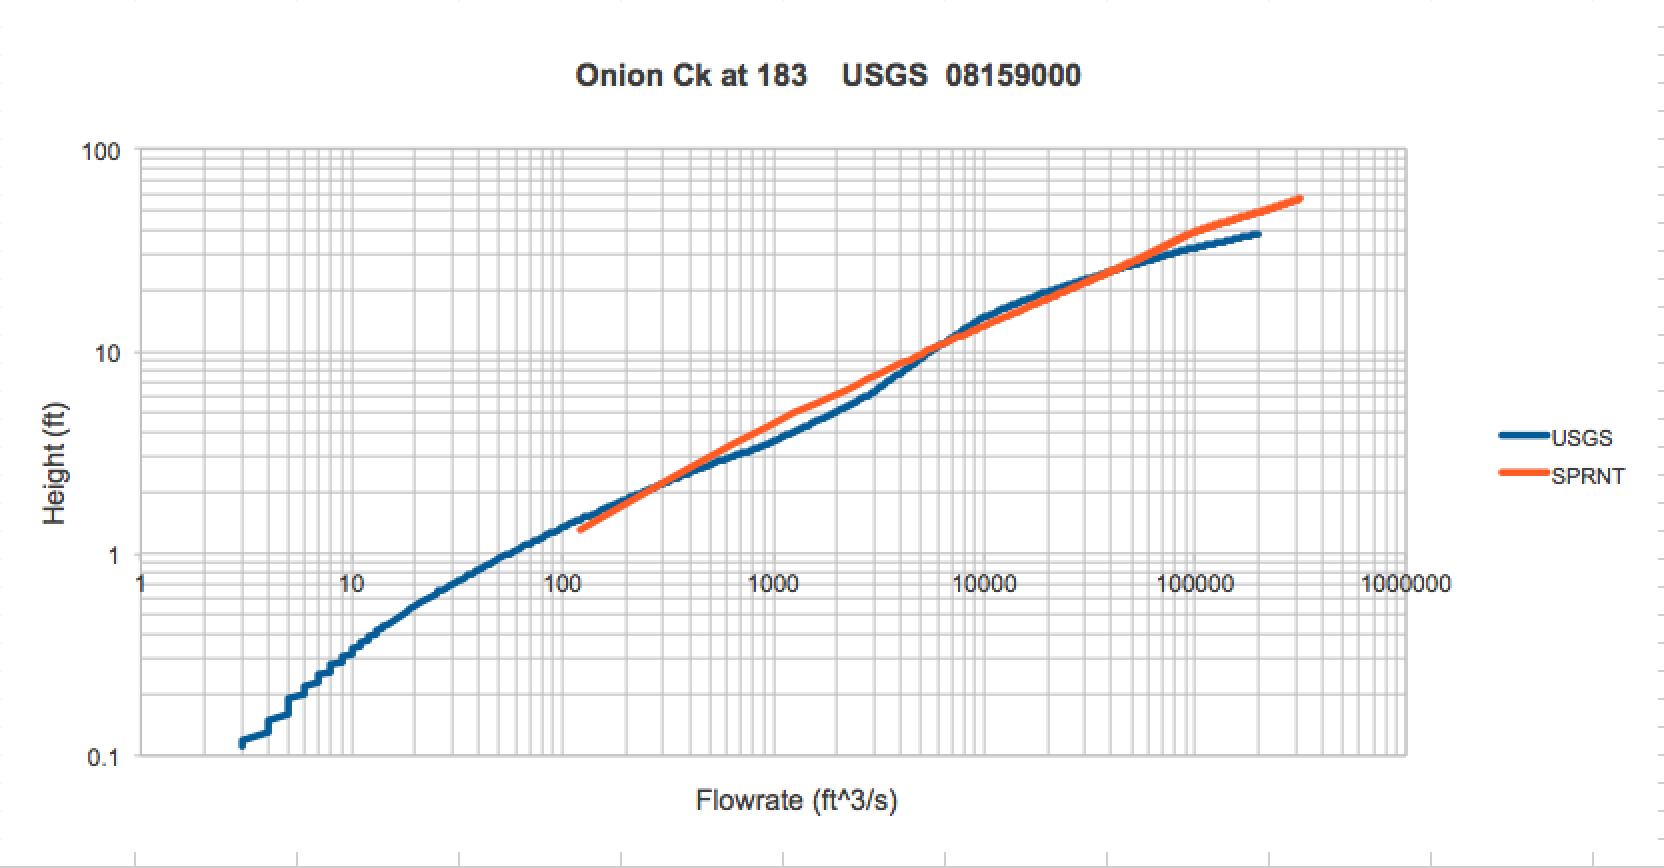 Onion Ck at 183    USGS  08159000
100
10
1
0.1
1 10 100 1000 10000 100000 1000000
Height (ft)
Flowrate (ft^3/s)
USGS
SPRNT